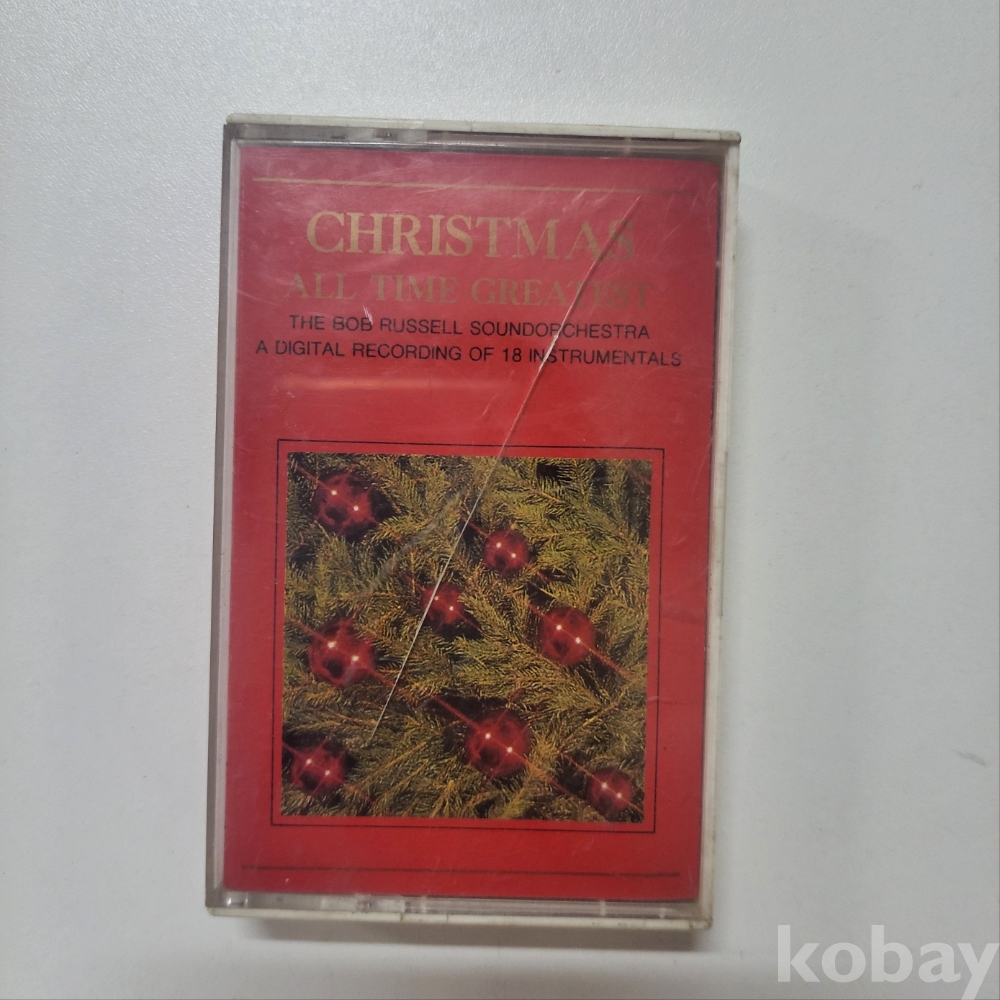 CHRISTMAS
ALL TIME GREATEST
THE BOB RUSSELL SOUNDORCHESTRA
A DIGITAL RECORDING OF 18 INSTRUMENTALS
kobay